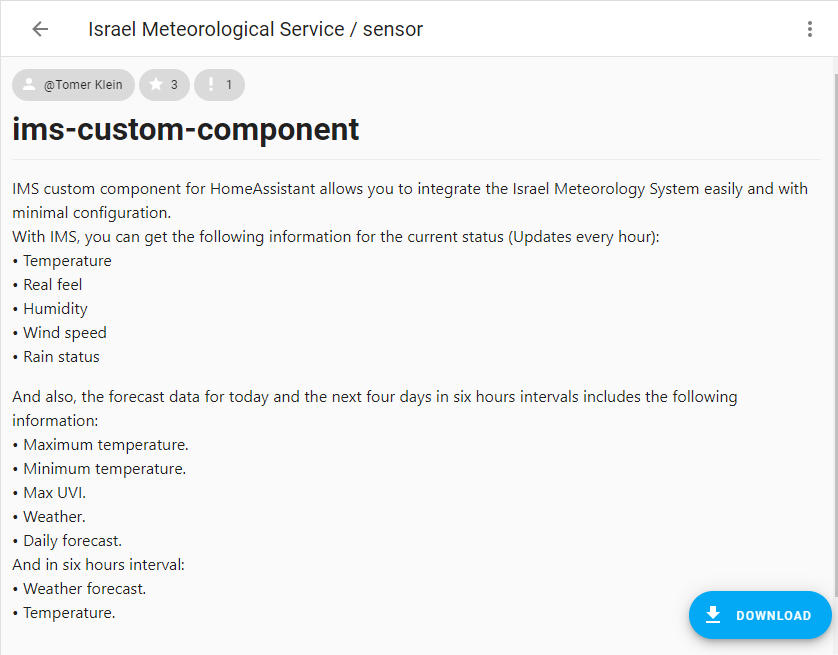 Israel Meteorological Service / sensor
@Tomer Klein 3 1
ims-custom-component
IMS custom component for HomeAssistant allows you to integrate the Israel Meteorology System easily and with
minimal configuration.
With IMS, you can get the following information for the current status (Updates every hour):
• Temperature
• Real feel
• Humidity
• Wind speed
• Rain status
And also, the forecast data for today and the next four days in six hours intervals includes the following
information:
• Maximum temperature.
• Minimum temperature.
• Max UVI.
• Weather.
• Daily forecast.
And in six hours interval:
• Weather forecast.
• Temperature.
DOWNLOAD